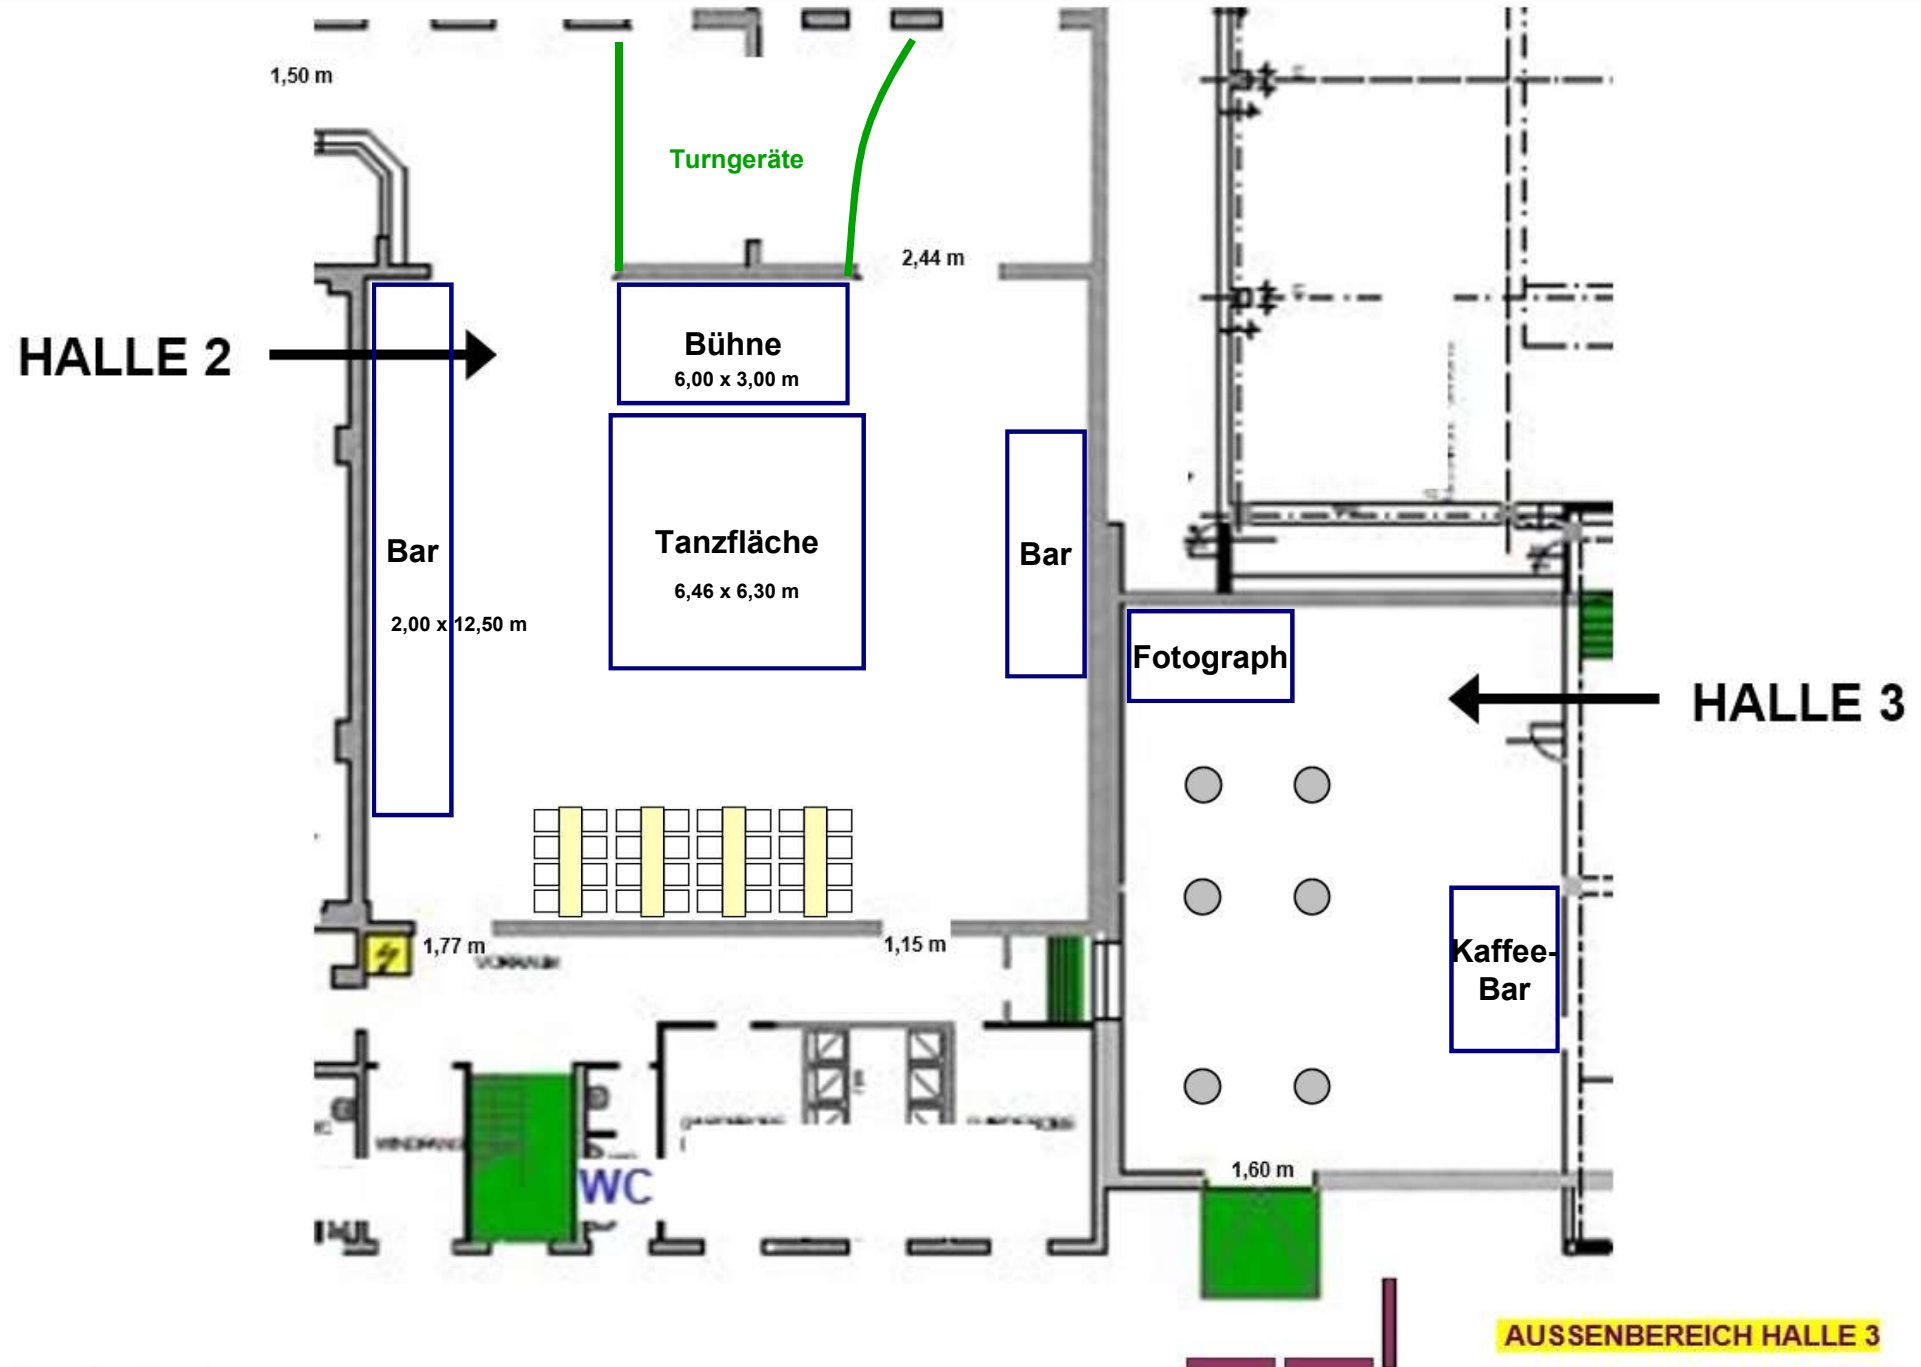 1,50 m
Turngeräte
2,44 m
HALLE 2
Bühne
6,00 x 3,00 m
Bar
2,00 x 12,50 m
Tanzfläche
6,46 x 6,30 m
Bar
Fotograph
HALLE 3
1,77 m
1,15 m
VORRAUM
Kaffee-
Bar
WINDFANG
WC
1,60 m
AUSSENBEREICH HALLE 3